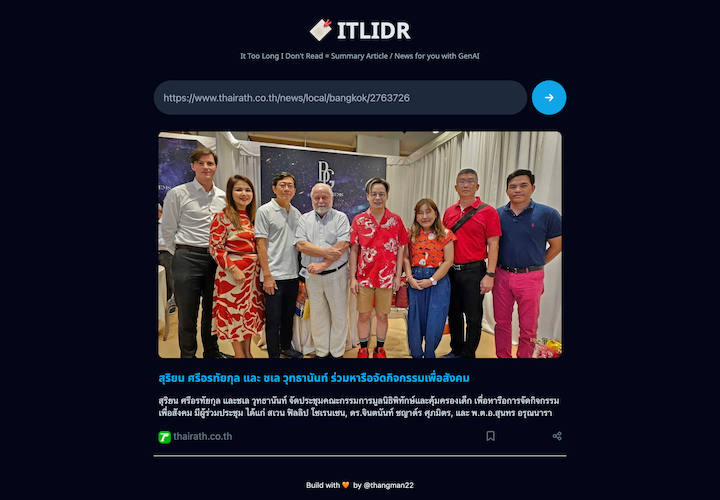 ITLIDR
It Too Long I Don't Read = Summary Article / News for you with GenAI
https://www.thairath.co.th/news/local/bangkok/2763726
สุริยน ศรีอรทัยกุล และ ชเล วุทธานันท์ ร่วมหารือจัดกิจกรรมเพื่อสังคม
สุริยน ศรีอรทัยกุล และชเล วุทธานันท์ จัดประชุมคณะกรรมการมูลนิธิพิทักษ์และคุ้มครองเด็ก เพื่อหารือการจัดกิจกรรม
เพื่อสังคม มีผู้ร่วมประชุม ได้แก่ สเวน ฟิลลิป โซเรนเซน, ดร.จินตนันท์ ชญาต์ร ศุภมิตร, และ พ.ต.อ.สุนทร อรุณนารา
thairath.co.th
Build with 🧡 by @thangman22